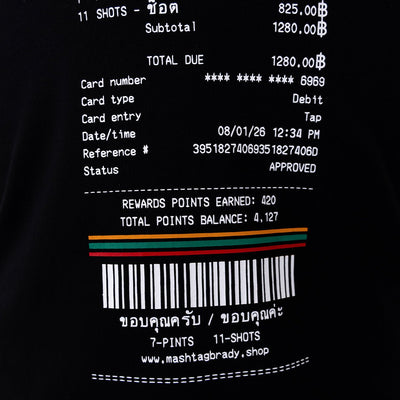 11 SHOTS - ช็อต 825.00฿
Subtotal 1280.00฿
TOTAL DUE 1280.00฿
Card number **** **** **** 6969
Card type Debit
Card entry Tap
Date/time 08/01/26 12:34 PM
Reference # 39518274069351827406D
Status APPROVED
REWARDS POINTS EARNED: 420
TOTAL POINTS BALANCE: 4,127
ขอบคุณครับ / ขอบคุณค่ะ
7-PINTS 11-SHOTS
www.mashtagbrady.shop